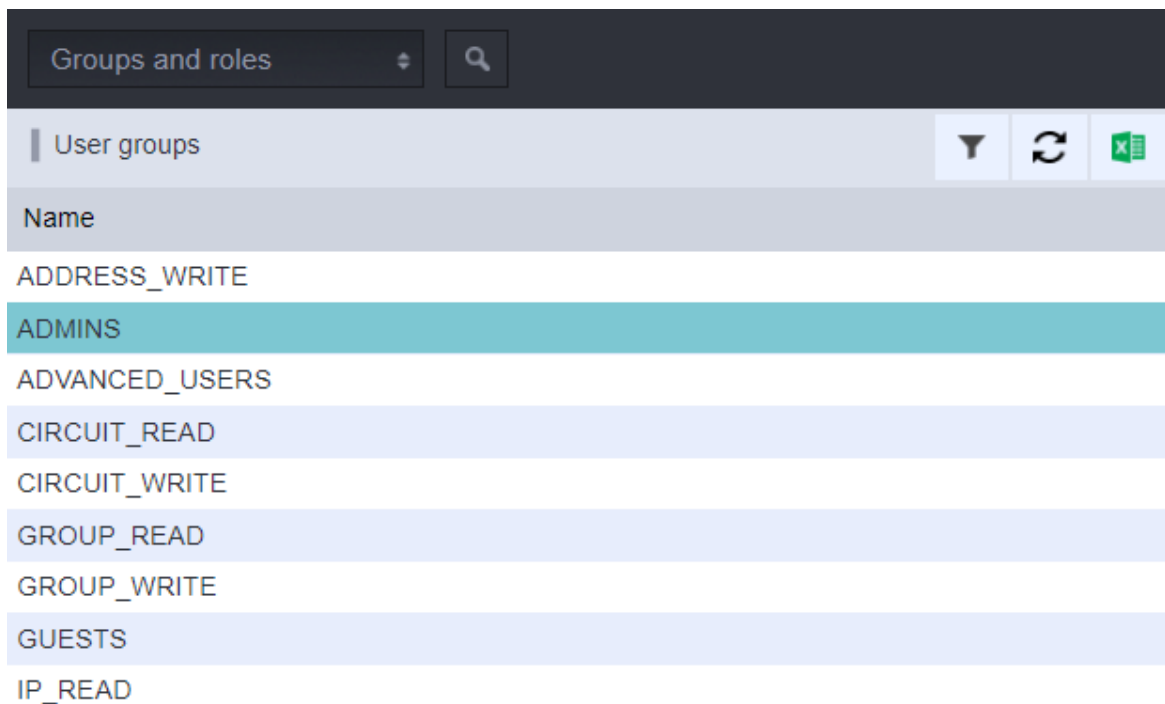 Groups and roles
User groups
Name
ADDRESS_WRITE
ADMINS
ADVANCED_USERS
CIRCUIT_READ
CIRCUIT_WRITE
GROUP_READ
GROUP_WRITE
GUESTS
IP_READ